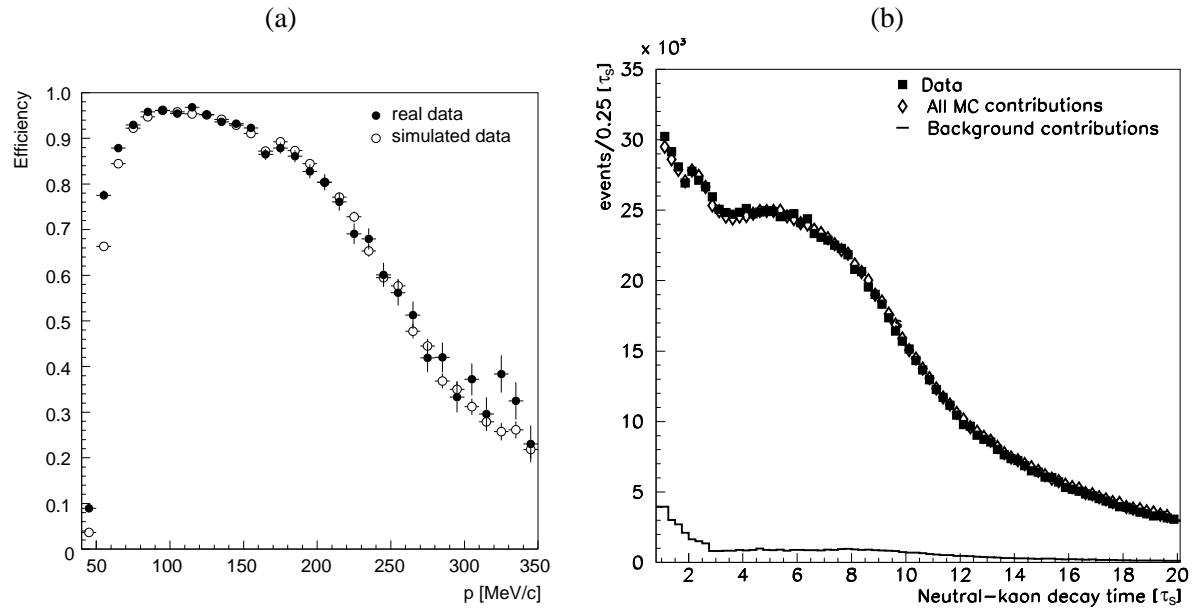 (a)
Efficiency
1.0
0.9
0.8
0.7
0.6
0.5
0.4
0.3
0.2
0.1
0
real data
simulated data
50 100 150 200 250 300 350
p [MeV/c]
(b)
× 10³
events/0.25 [τS]
35
30
25
20
15
10
5
0
Data
All MC contributions
Background contributions
2 4 6 8 10 12 14 16 18 20
Neutral-kaon decay time [τS]